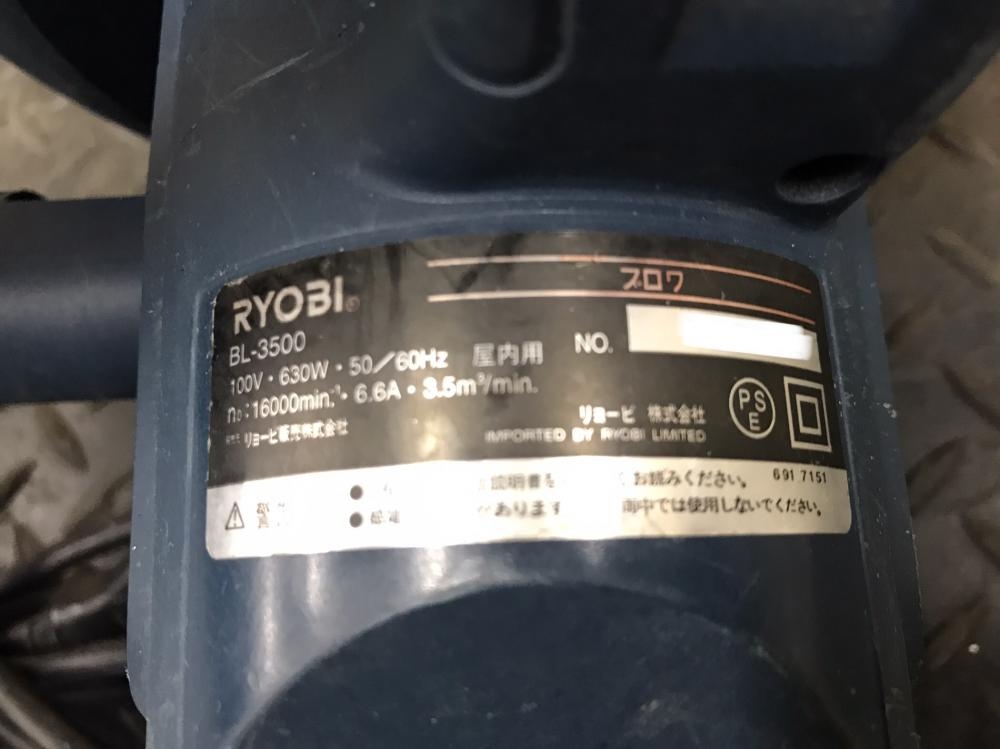 ブロワ
RYOBI
BL-3500
NO.
100V・630W・50/60Hz 屋内用
n₀:16000min.⁻¹・6.6A・3.5m³/min.
リョービ販売株式会社
リョービ 株式会社
IMPORTED BY RYOBI LIMITED
PS
E
691 7151
● 説明書を お読みください。
● 感電 があります 雨中では使用しないでください。